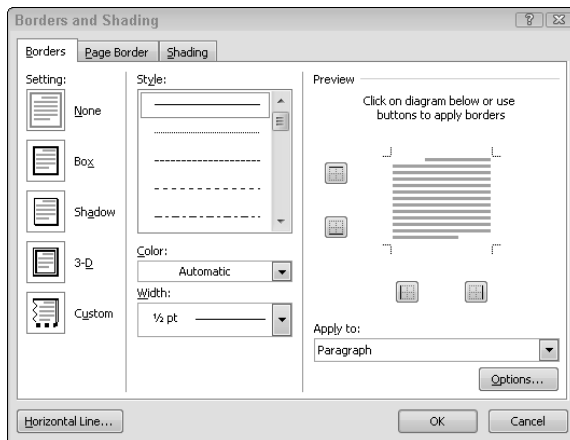 Borders and Shading
Borders Page Border Shading
Setting:
None
Box
Shadow
3-D
Custom
Style:
Color:
Automatic
Width:
½ pt
Preview
Click on diagram below or use
buttons to apply borders
Apply to:
Paragraph
Options...
Horizontal Line...
OK
Cancel